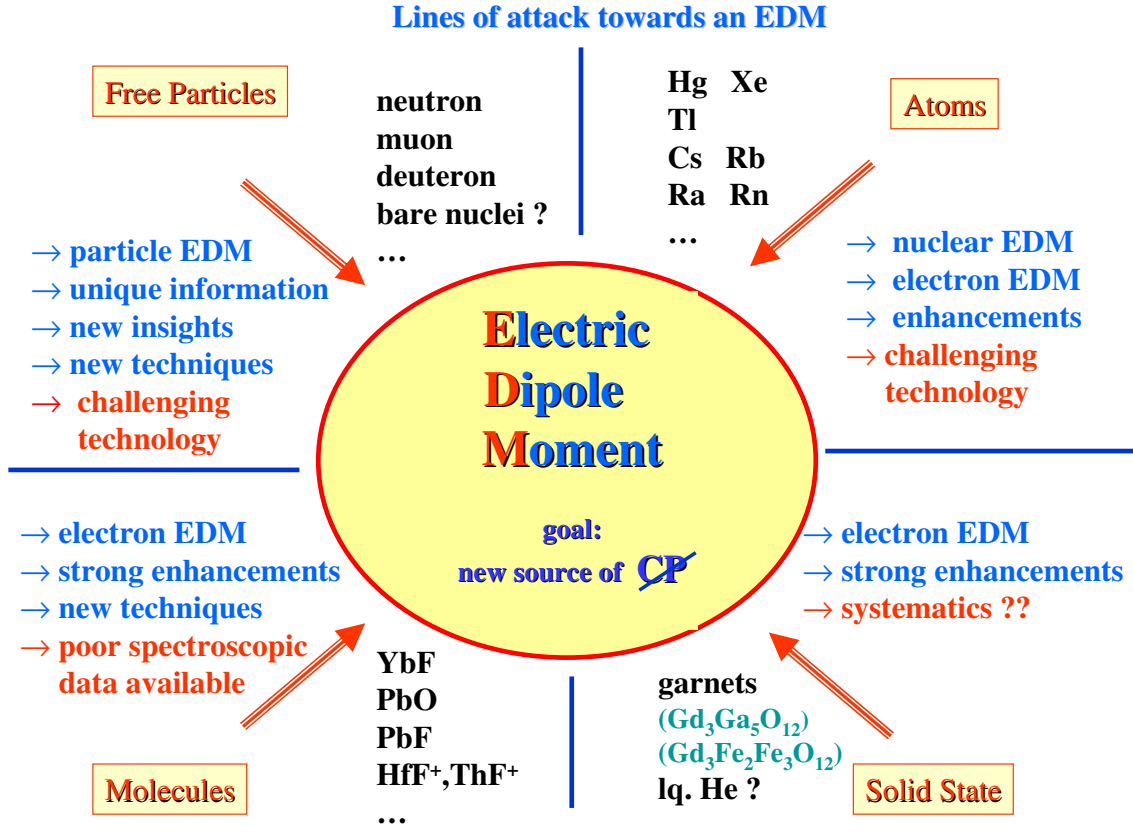 Lines of attack towards an EDM
Free Particles
neutron
muon
deuteron
bare nuclei ?
…
→ particle EDM
→ unique information
→ new insights
→ new techniques
→ challenging
technology
Hg Xe
Tl
Cs Rb
Ra Rn
…
Atoms
→ nuclear EDM
→ electron EDM
→ enhancements
→ challenging
technology
Electric
Dipole
Moment
goal:
new source of CP
→ electron EDM
→ strong enhancements
→ new techniques
→ poor spectroscopic
data available
Molecules
YbF
PbO
PbF
HfF⁺,ThF⁺
…
→ electron EDM
→ strong enhancements
→ systematics ??
garnets
(Gd₃Ga₅O₁₂)
(Gd₃Fe₂Fe₃O₁₂)
lq. He ?
Solid State